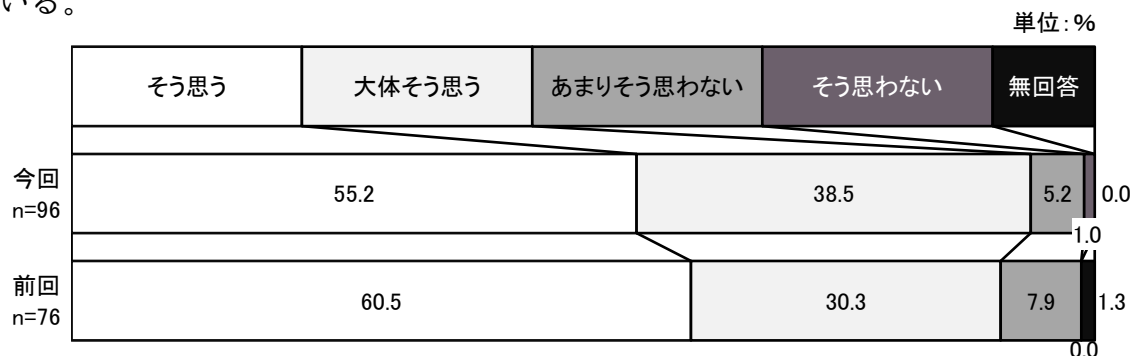 いる。
単位:%
そう思う 大体そう思う あまりそう思わない そう思わない 無回答
今回
n=96
55.2 38.5 5.2 1.0 0.0
前回
n=76
60.5 30.3 7.9 0.0 1.3